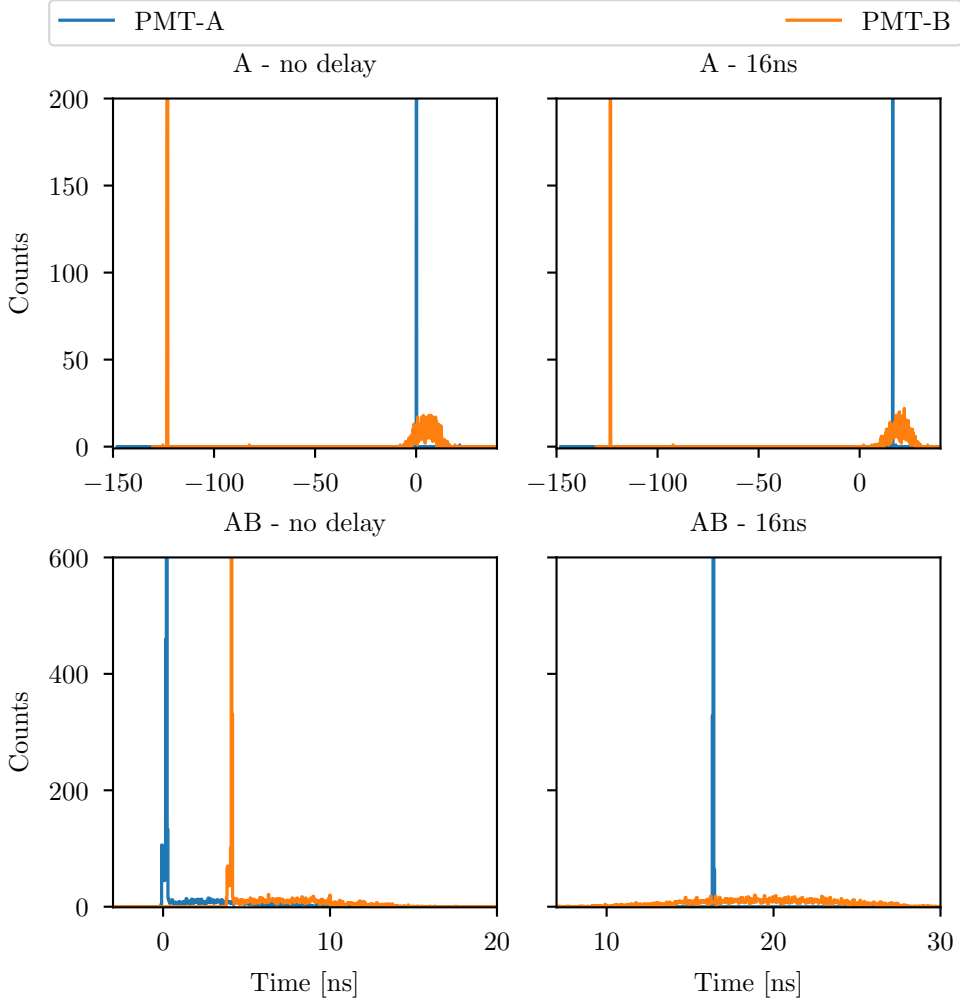 PMT-A PMT-B
A - no delay A - 16ns
200
150
100
50
0
Counts
−150 −100 −50 0 −150 −100 −50 0
AB - no delay AB - 16ns
600
400
200
0
Counts
0 10 20 10 20 30
Time [ns] Time [ns]